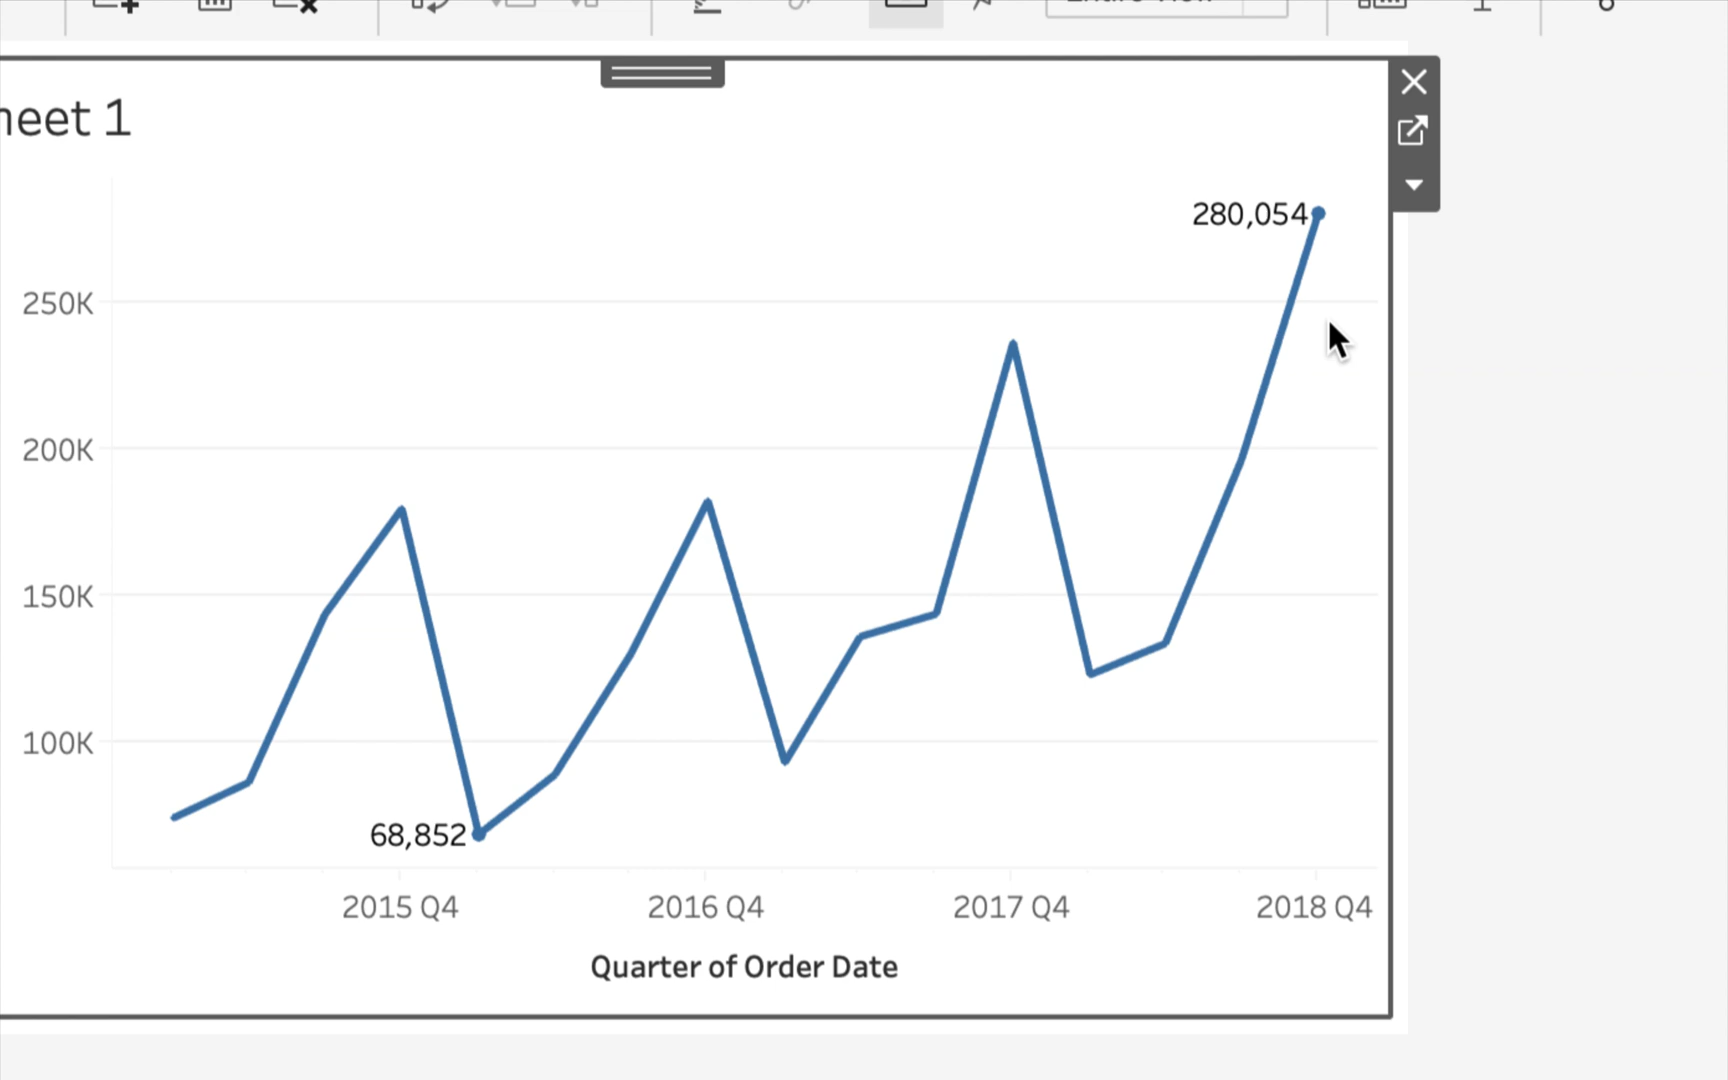 heet 1
280,054
250K
200K
150K
100K
68,852
2015 Q4
2016 Q4
2017 Q4
2018 Q4
Quarter of Order Date